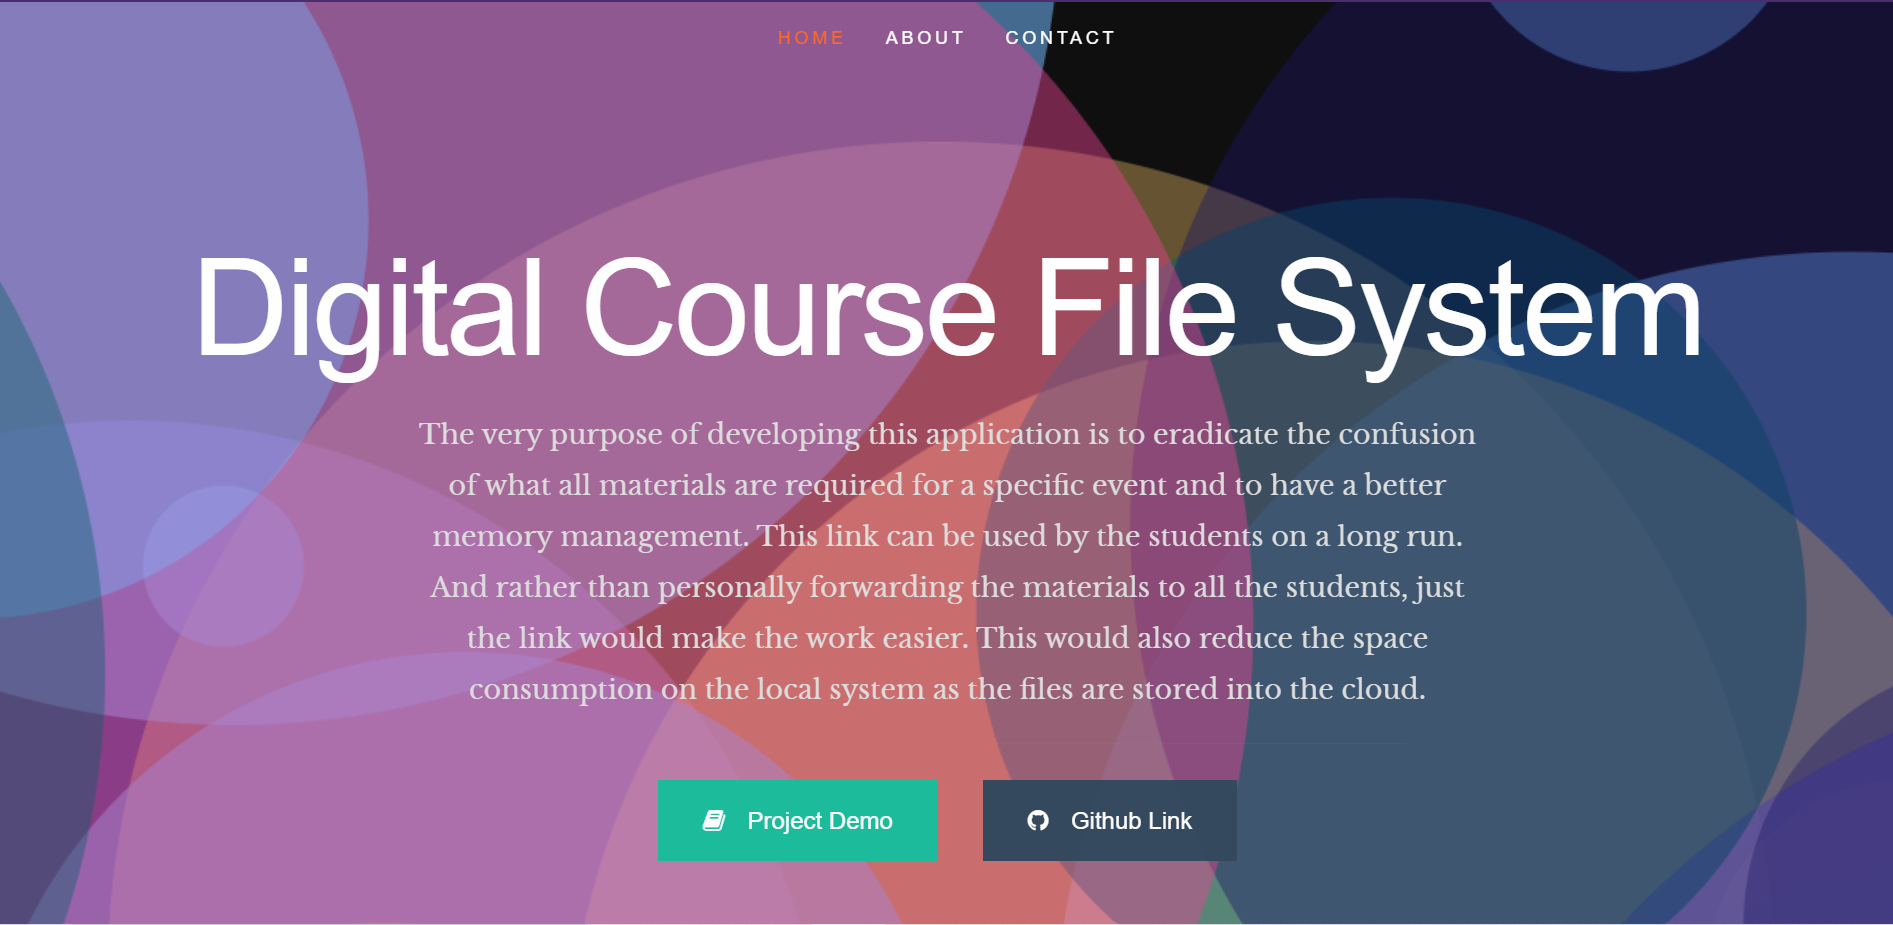 HOME ABOUT CONTACT
Digital Course File System
The very purpose of developing this application is to eradicate the confusion
of what all materials are required for a specific event and to have a better
memory management. This link can be used by the students on a long run.
And rather than personally forwarding the materials to all the students, just
the link would make the work easier. This would also reduce the space
consumption on the local system as the files are stored into the cloud.
Project Demo Github Link